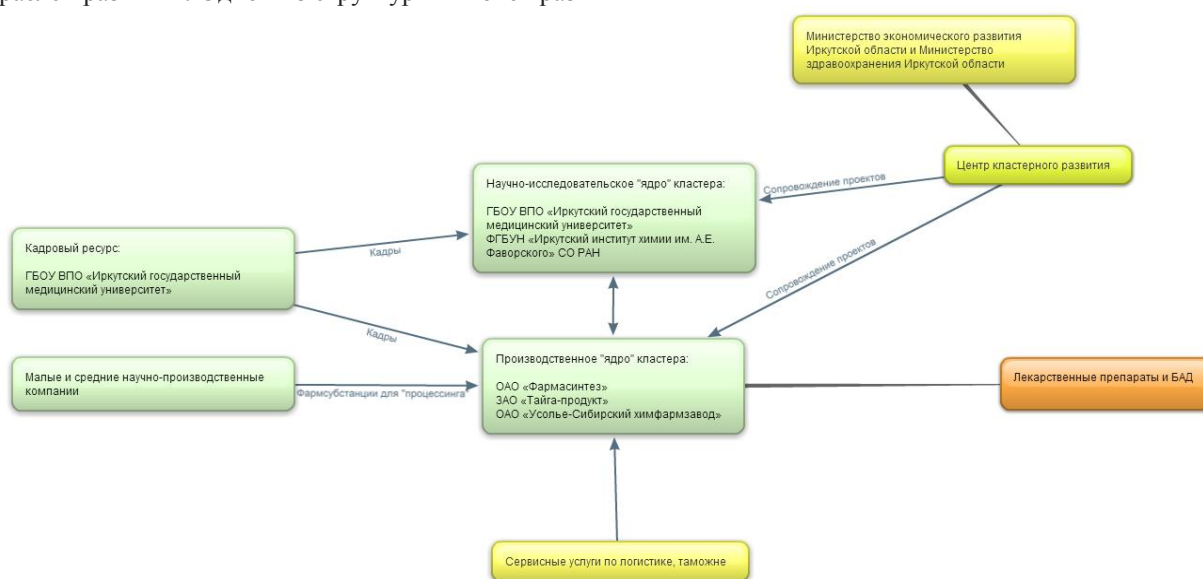 Министерство экономического развития
Иркутской области и Министерство
здравоохранения Иркутской области
Центр кластерного развития
Сопровождение проектов
Научно-исследовательское "ядро" кластера:
ГБОУ ВПО «Иркутский государственный
медицинский университет»
ФГБУН «Иркутский институт химии им. А.Е.
Фаворского» СО РАН
Кадровый ресурс:
ГБОУ ВПО «Иркутский государственный
медицинский университет»
Кадры
Сопровождение проектов
Кадры
Производственное "ядро" кластера:
ОАО «Фармасинтез»
ЗАО «Тайга-продукт»
ОАО «Усолье-Сибирский химфармзавод»
Малые и средние научно-производственные
компании
Фармсубстанции для "процессинга"
Лекарственные препараты и БАД
Сервисные услуги по логистике, таможне